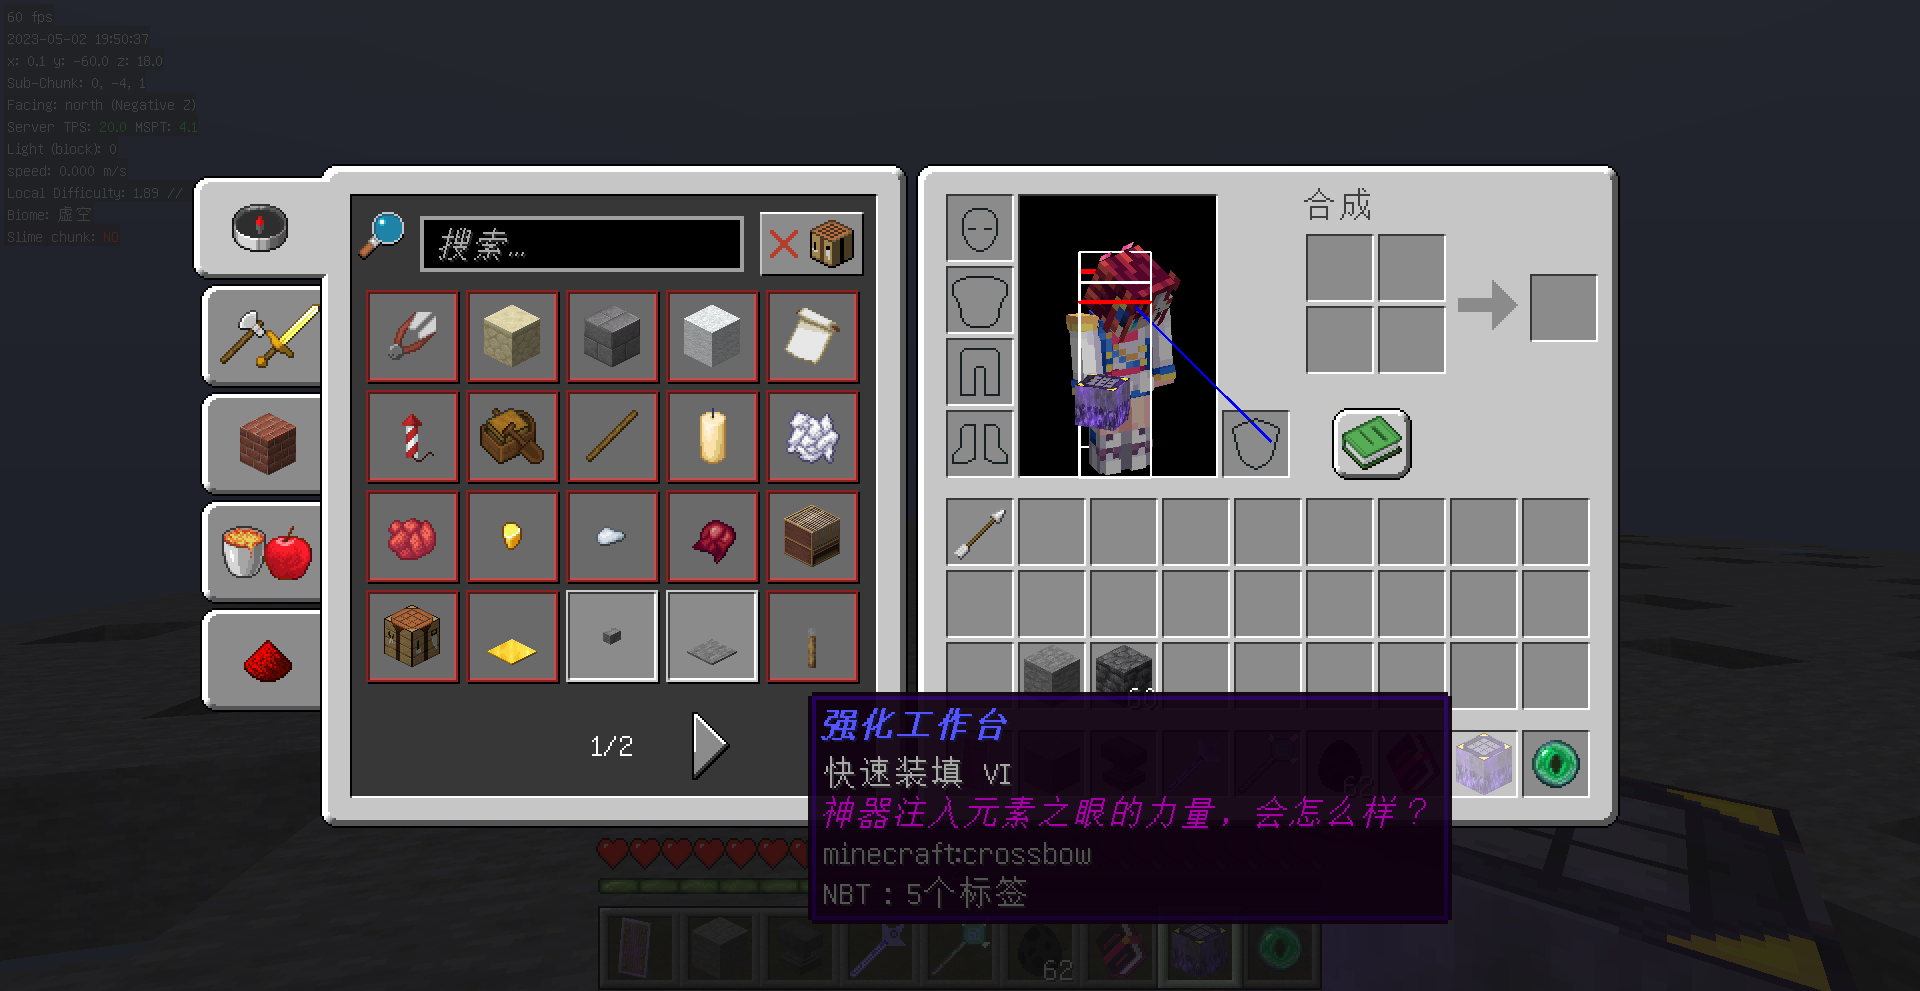 60 fps
2023-05-02 19:50:37
x: 0.1 y: -60.0 z: 18.0
Sub-Chunk: 0, -4, 1
Facing: north (Negative Z)
Server TPS: 20.0 MSPT: 4.1
Light (block): 0
speed: 0.000 m/s
Local Difficulty: 1.89 //
Biome: 虚空
Slime chunk: NO
搜索...
1/2
合成
60
强化工作台
快速装填 VI
神器注入元素之眼的力量，会怎么样？
minecraft:crossbow
NBT：5个标签
62
62